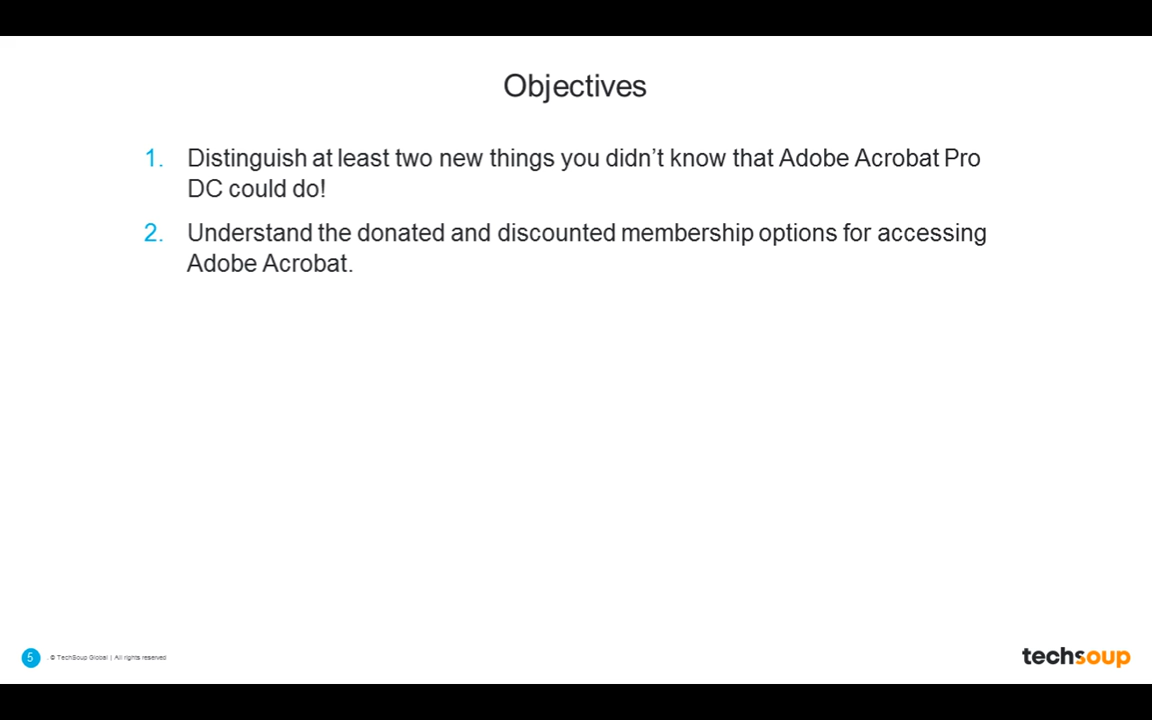 Objectives
1. Distinguish at least two new things you didn’t know that Adobe Acrobat Pro
DC could do!
2. Understand the donated and discounted membership options for accessing
Adobe Acrobat.
5 © TechSoup Global | All rights reserved
techsoup